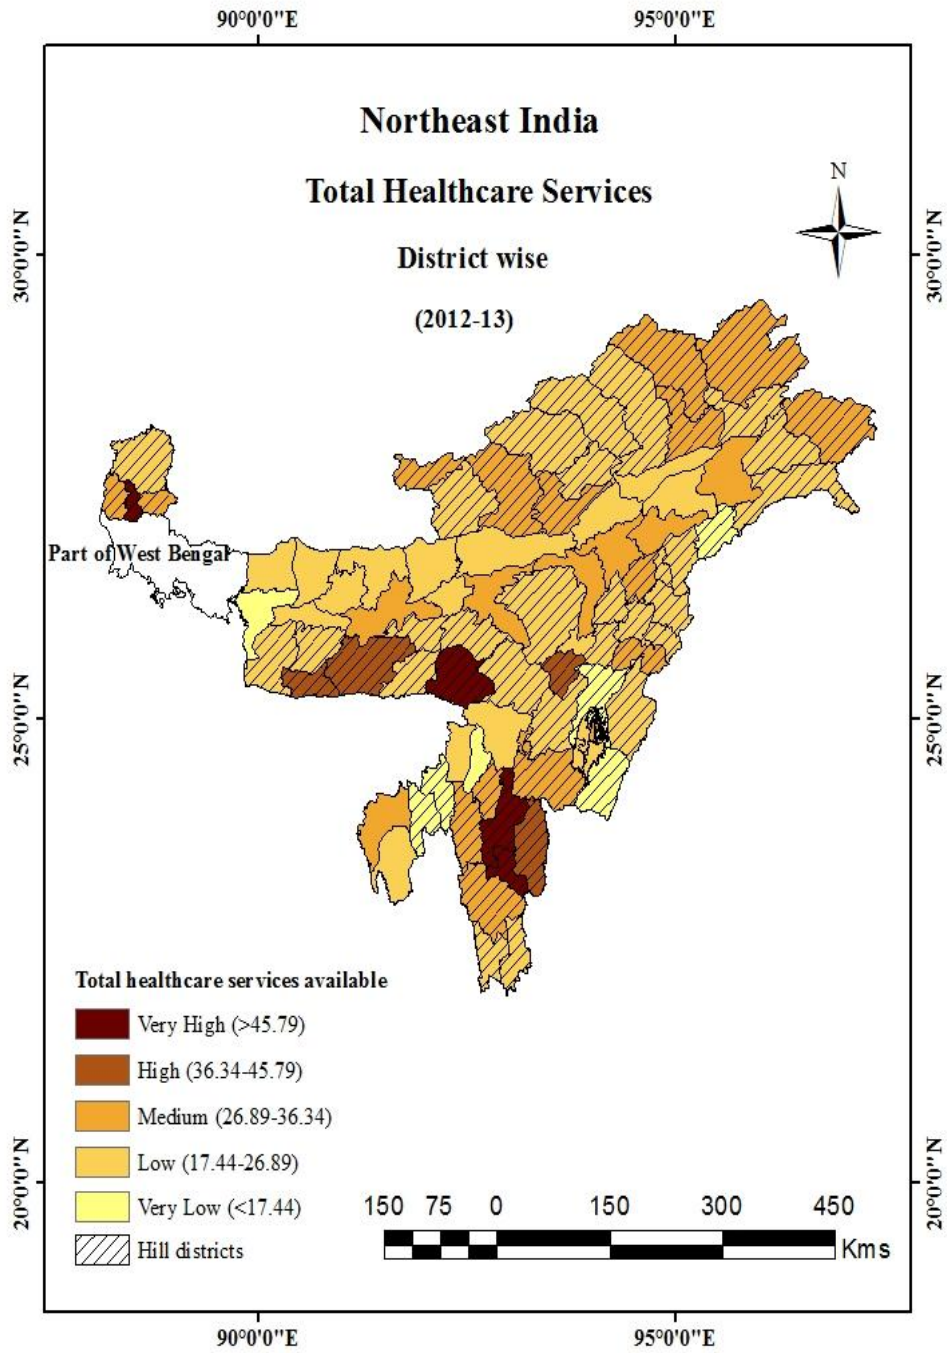 90°0'0"E 95°0'0"E
Northeast India
Total Healthcare Services
District wise
(2012-13)
N
30°0'0"N 30°0'0"N
Part of West Bengal
25°0'0"N 25°0'0"N
Total healthcare services available
Very High (>45.79)
High (36.34-45.79)
Medium (26.89-36.34)
Low (17.44-26.89)
Very Low (<17.44)
Hill districts
20°0'0"N 20°0'0"N
150 75 0 150 300 450
Kms
90°0'0"E 95°0'0"E